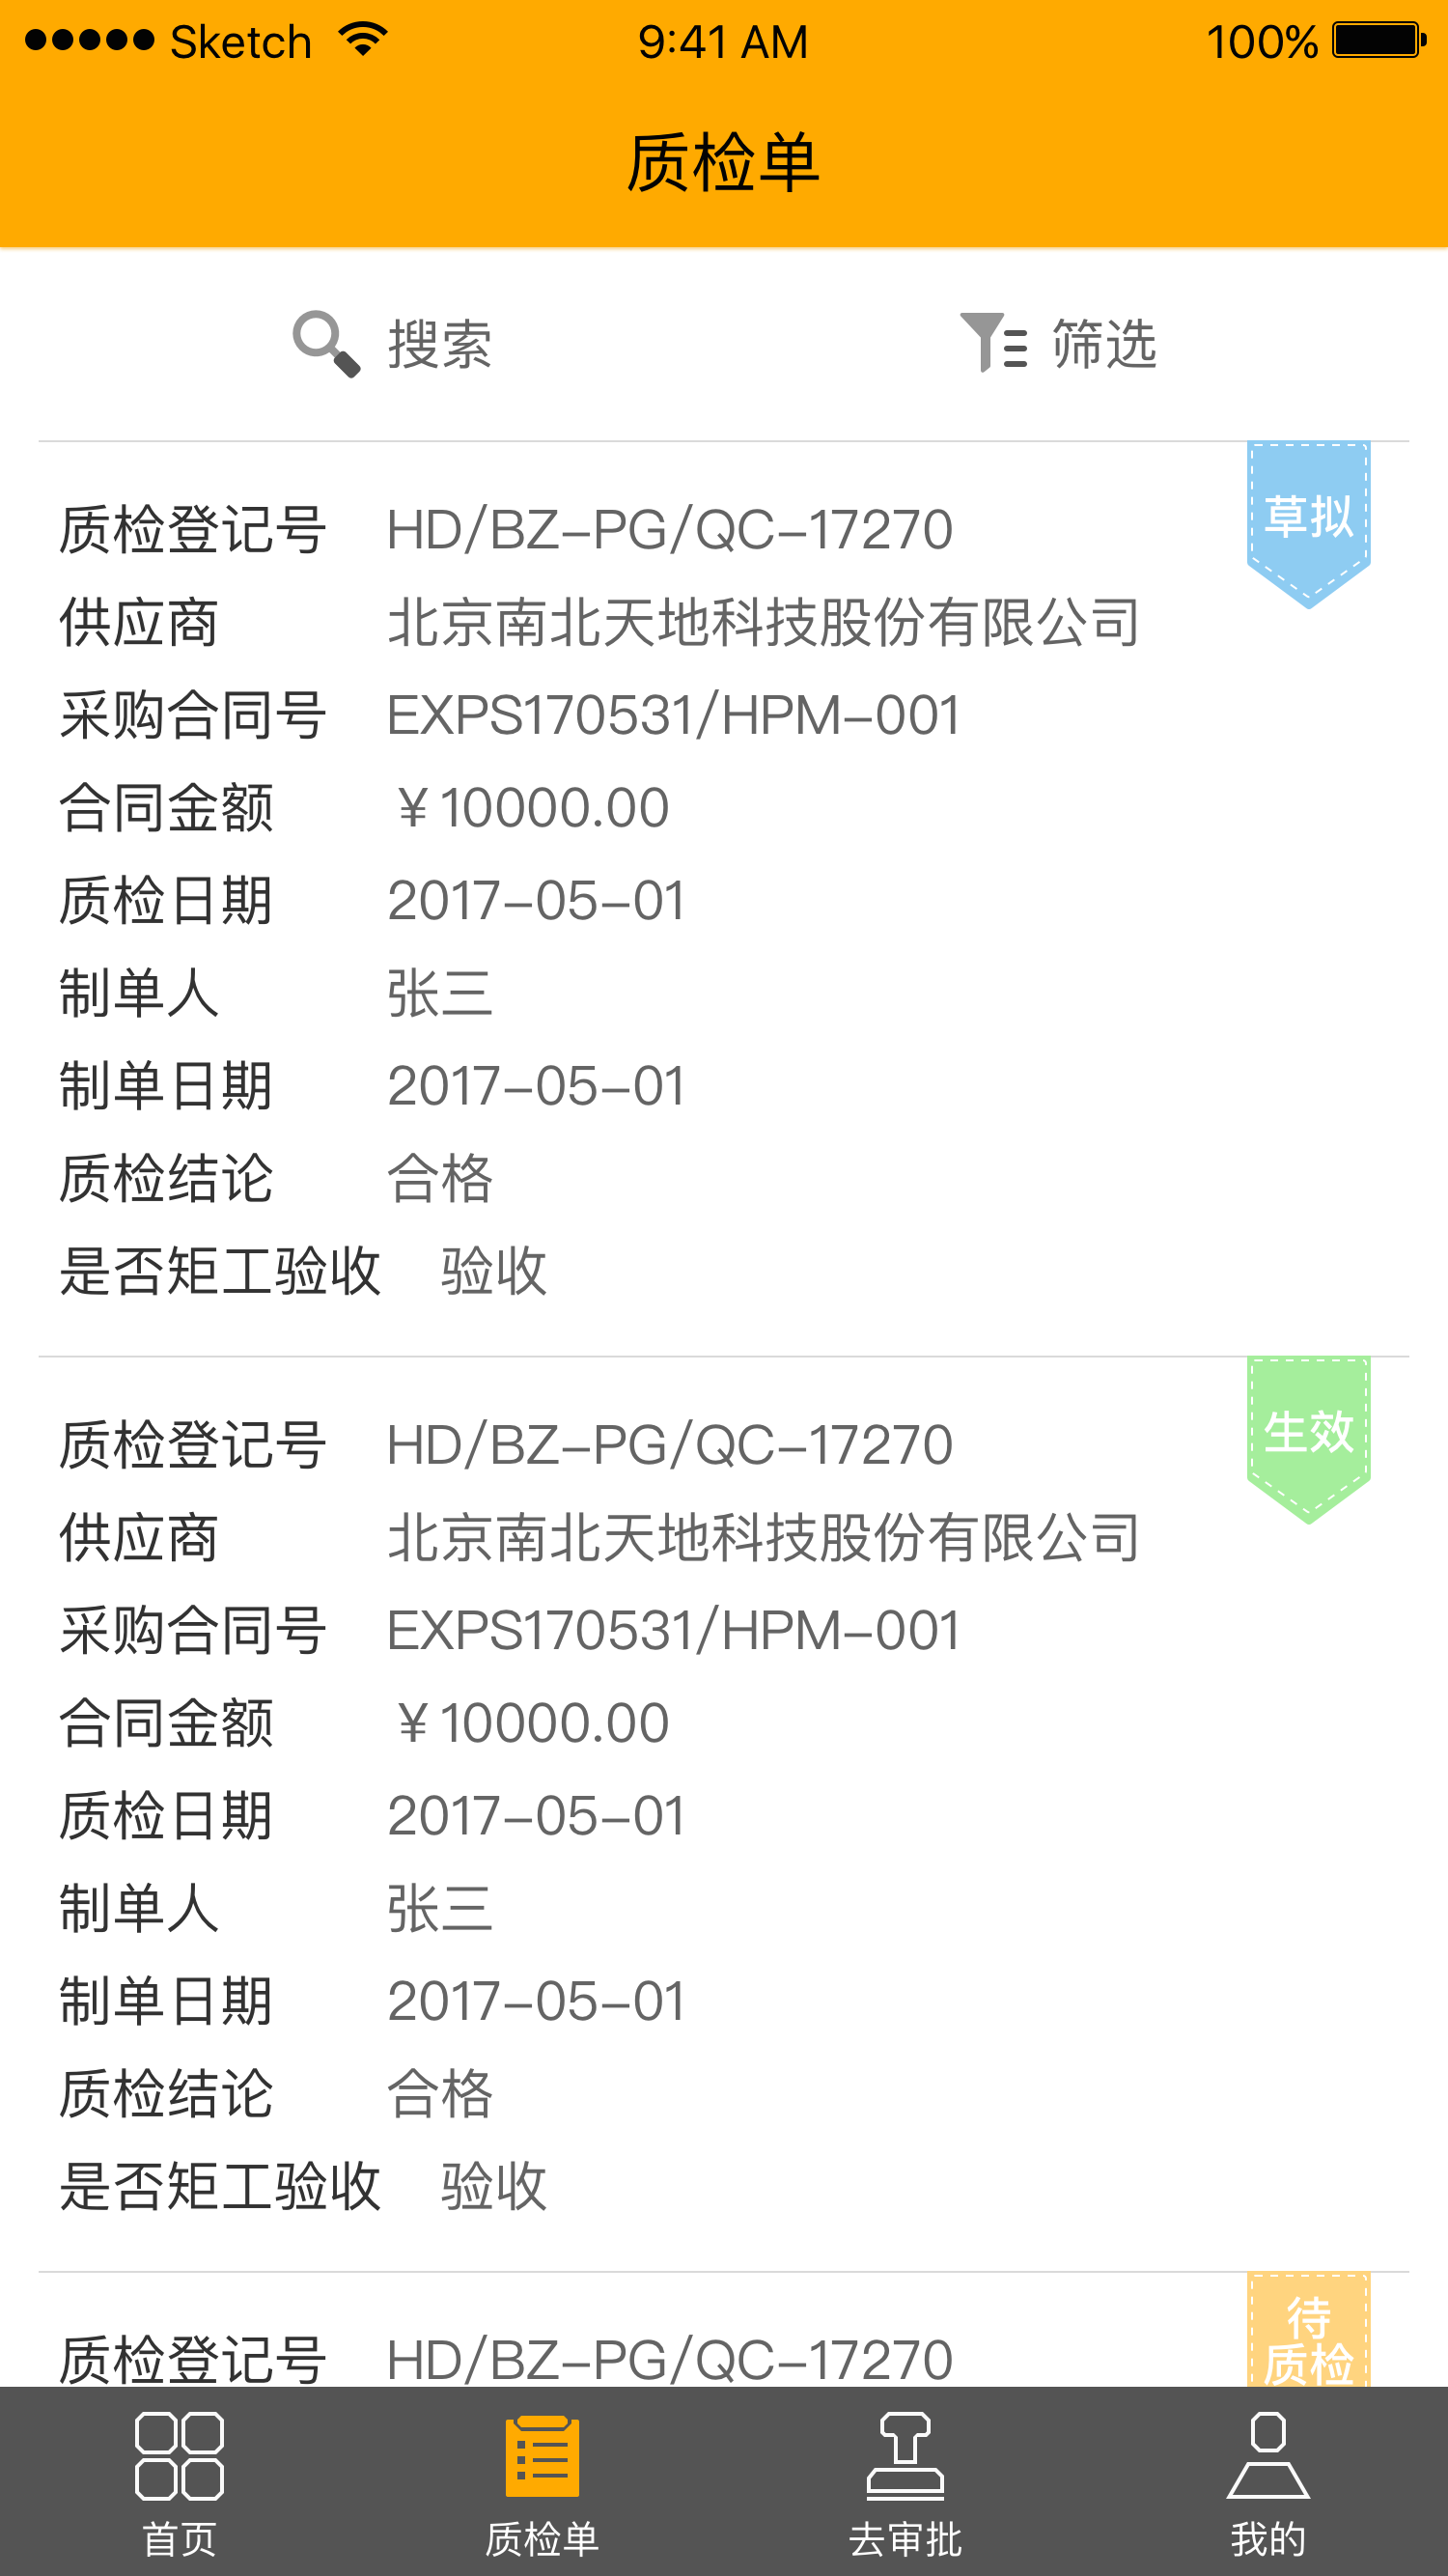 Sketch 9:41 AM 100%
质检单
搜索 筛选
草拟
质检登记号 HD/BZ-PG/QC-17270
供应商 北京南北天地科技股份有限公司
采购合同号 EXPS170531/HPM-001
合同金额 ￥10000.00
质检日期 2017-05-01
制单人 张三
制单日期 2017-05-01
质检结论 合格
是否矩工验收 验收
生效
质检登记号 HD/BZ-PG/QC-17270
供应商 北京南北天地科技股份有限公司
采购合同号 EXPS170531/HPM-001
合同金额 ￥10000.00
质检日期 2017-05-01
制单人 张三
制单日期 2017-05-01
质检结论 合格
是否矩工验收 验收
待
质检
质检登记号 HD/BZ-PG/QC-17270
首页 质检单 去审批 我的